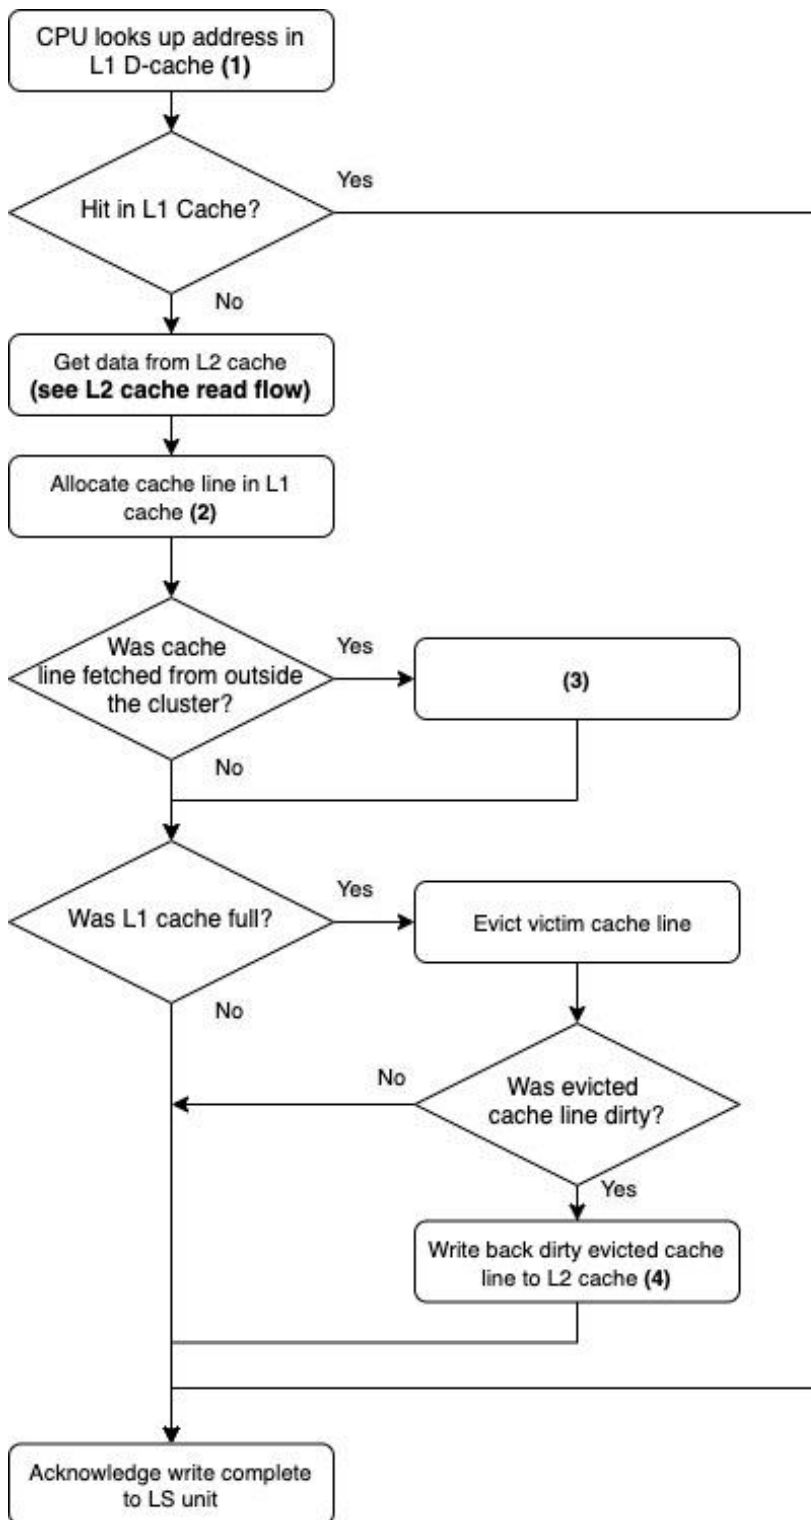 CPU looks up address in
L1 D-cache (1)
Yes
Hit in L1 Cache?
No
Get data from L2 cache
(see L2 cache read flow)
Allocate cache line in L1
cache (2)
Was cache
line fetched from outside
the cluster?
Yes
(3)
No
Was L1 cache full?
Yes
Evict victim cache line
No
No
Was evicted
cache line dirty?
Yes
Write back dirty evicted cache
line to L2 cache (4)
Acknowledge write complete
to LS unit